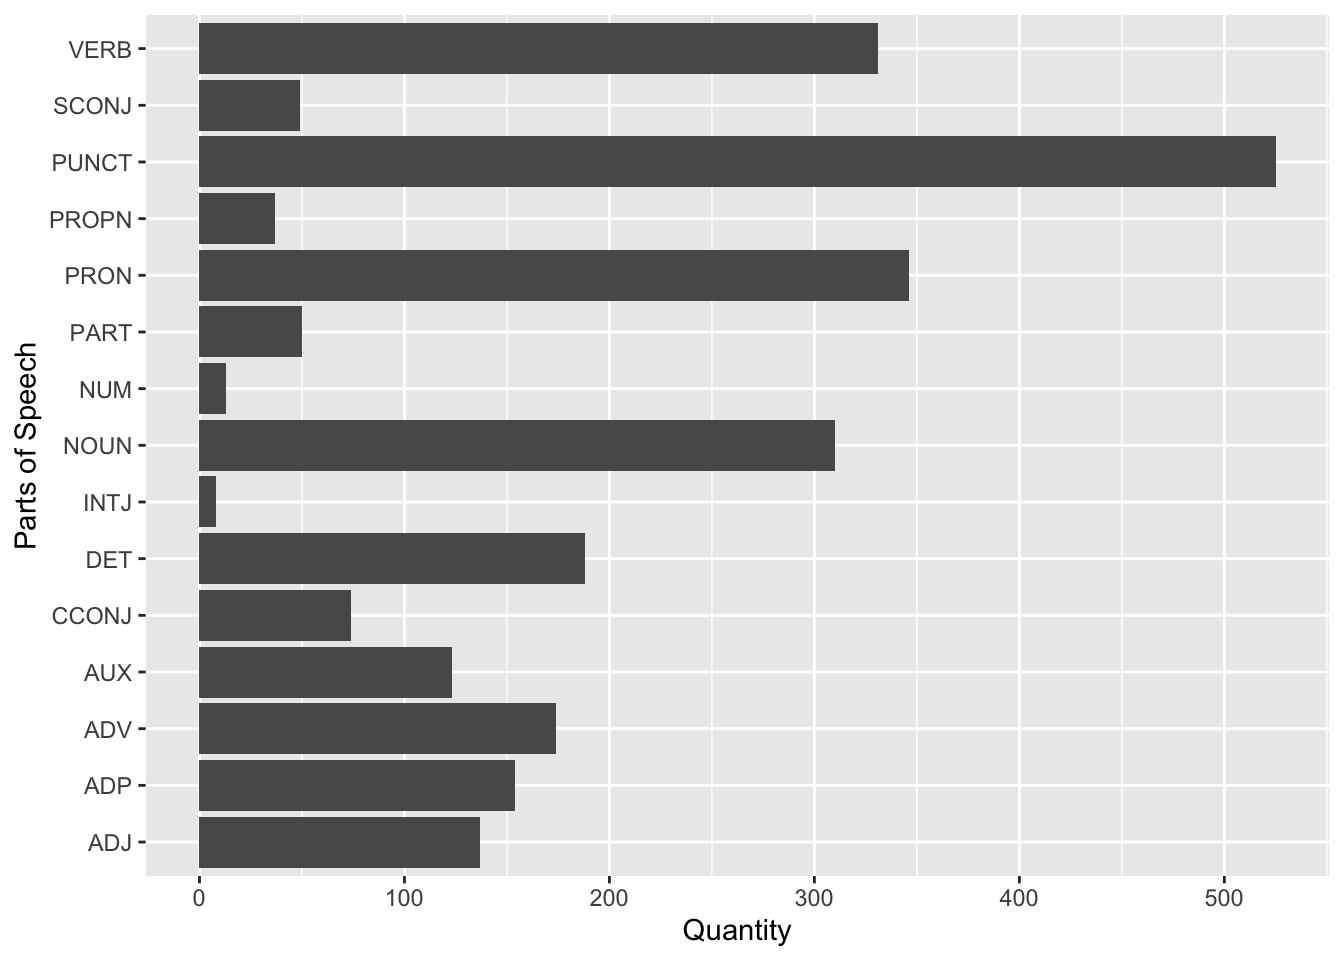 VERB
SCONJ
PUNCT
PROPN
PRON
PART
NUM
NOUN
INTJ
DET
CCONJ
AUX
ADV
ADP
ADJ
Parts of Speech
0 100 200 300 400 500
Quantity